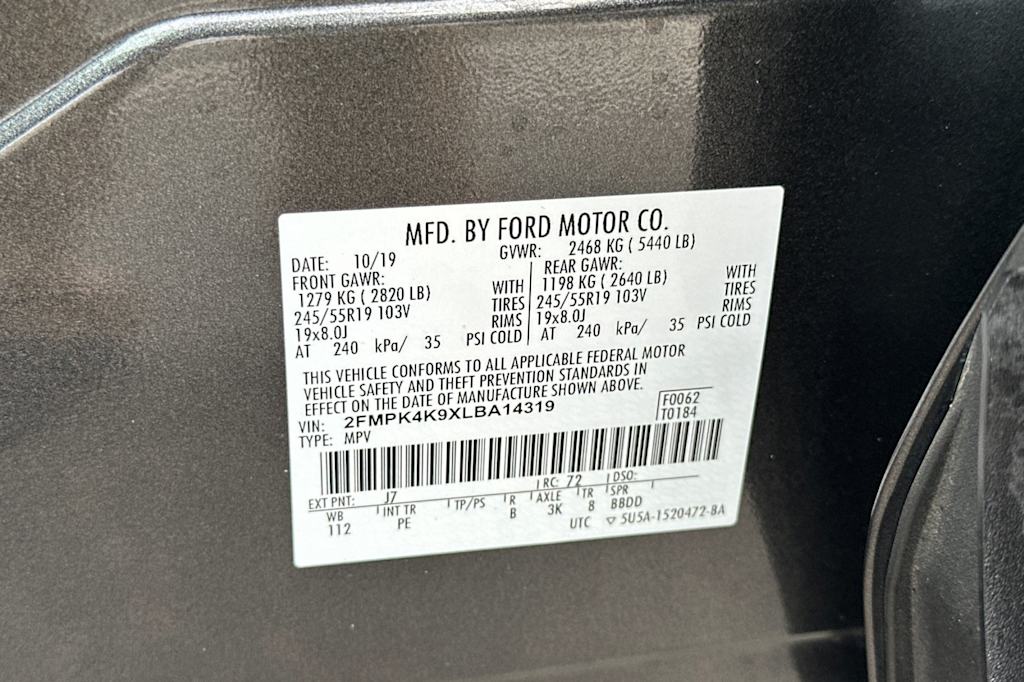 MFD. BY FORD MOTOR CO.
DATE: 10/19 GVWR: 2468 KG ( 5440 LB)
FRONT GAWR: REAR GAWR:
1279 KG ( 2820 LB) WITH 1198 KG ( 2640 LB) WITH
245/55R19 103V TIRES 245/55R19 103V TIRES
19x8.0J RIMS 19x8.0J RIMS
AT 240 kPa/ 35 PSI COLD AT 240 kPa/ 35 PSI COLD
THIS VEHICLE CONFORMS TO ALL APPLICABLE FEDERAL MOTOR
VEHICLE SAFETY AND THEFT PREVENTION STANDARDS IN
EFFECT ON THE DATE OF MANUFACTURE SHOWN ABOVE.
VIN: 2FMPK4K9XLBA14319 F0062
TYPE: MPV T0184
EXT PNT: J7 RC: 72 DSO:
WB INT TR TP/PS R AXLE TR SPR
112 PE B 3K 8 BBDD
UTC ▽ 5U5A-1520472-BA